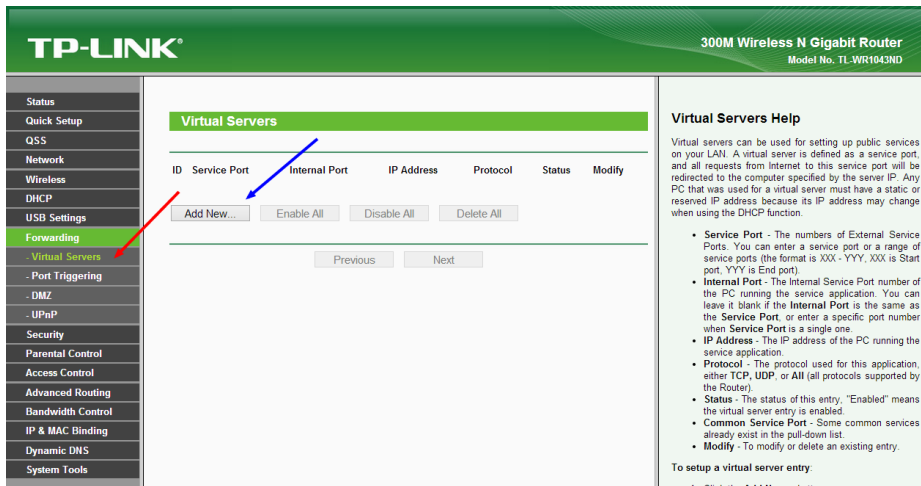 TP-LINK®
300M Wireless N Gigabit Router
Model No. TL-WR1043ND
Status
Quick Setup
QSS
Network
Wireless
DHCP
USB Settings
Forwarding
- Virtual Servers
- Port Triggering
- DMZ
- UPnP
Security
Parental Control
Access Control
Advanced Routing
Bandwidth Control
IP & MAC Binding
Dynamic DNS
System Tools
Virtual Servers
ID Service Port Internal Port IP Address Protocol Status Modify
Add New... Enable All Disable All Delete All
Previous Next
Virtual Servers Help
Virtual servers can be used for setting up public services
on your LAN. A virtual server is defined as a service port,
and all requests from Internet to this service port will be
redirected to the computer specified by the server IP. Any
PC that was used for a virtual server must have a static or
reserved IP address because its IP address may change
when using the DHCP function.
• Service Port - The numbers of External Service
Ports. You can enter a service port or a range of
service ports (the format is XXX - YYY, XXX is Start
port, YYY is End port).
• Internal Port - The Internal Service Port number of
the PC running the service application. You can
leave it blank if the Internal Port is the same as
the Service Port, or enter a specific port number
when Service Port is a single one.
• IP Address - The IP address of the PC running the
service application.
• Protocol - The protocol used for this application,
either TCP, UDP, or All (all protocols supported by
the Router).
• Status - The status of this entry, "Enabled" means
the virtual server entry is enabled.
• Common Service Port - Some common services
already exist in the pull-down list.
• Modify - To modify or delete an existing entry.
To setup a virtual server entry: